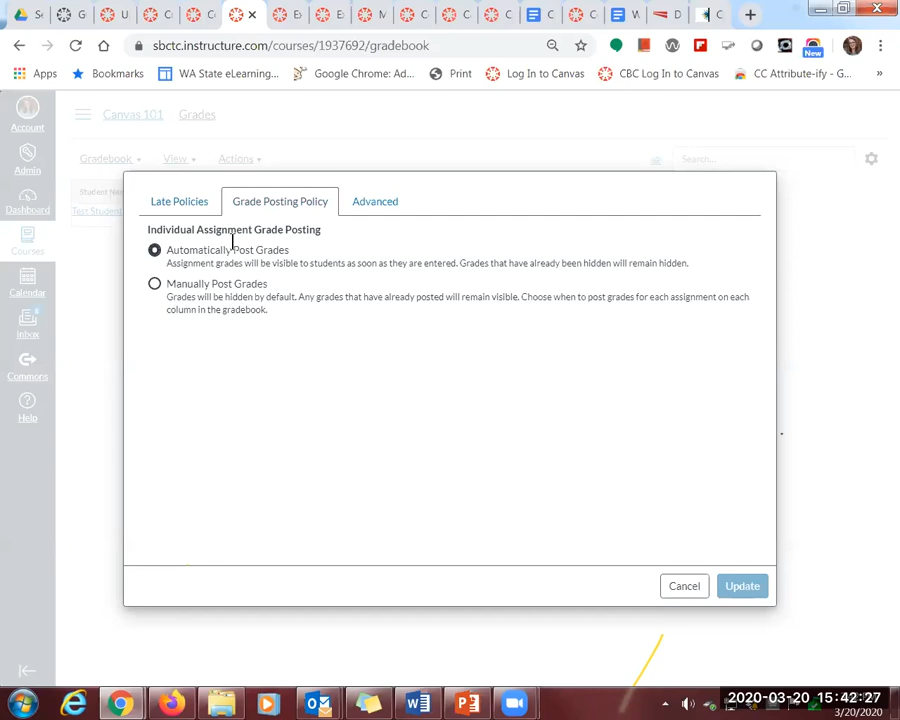 S
G
U
C
C
E
E
M
C
C
C
C
C
W
D
C
sbctc.instructure.com/courses/1937692/gradebook
New
Apps
Bookmarks
WA State eLearning...
Google Chrome: Ad...
Print
Log In to Canvas
CBC Log In to Canvas
CC Attribute-ify - G...
»
Account
Admin
Dashboard
Courses
Calendar
Inbox
Commons
Help
Canvas 101
Grades
Gradebook
View
Actions
Search...
Student Na
Test Student
Late Policies
Grade Posting Policy
Advanced
Individual Assignment Grade Posting
Automatically Post Grades
Assignment grades will be visible to students as soon as they are entered. Grades that have already been hidden will remain hidden.
Manually Post Grades
Grades will be hidden by default. Any grades that have already posted will remain visible. Choose when to post grades for each assignment on each
column in the gradebook.
Cancel
Update
2020-03-20 15:42:27
3/20/2020